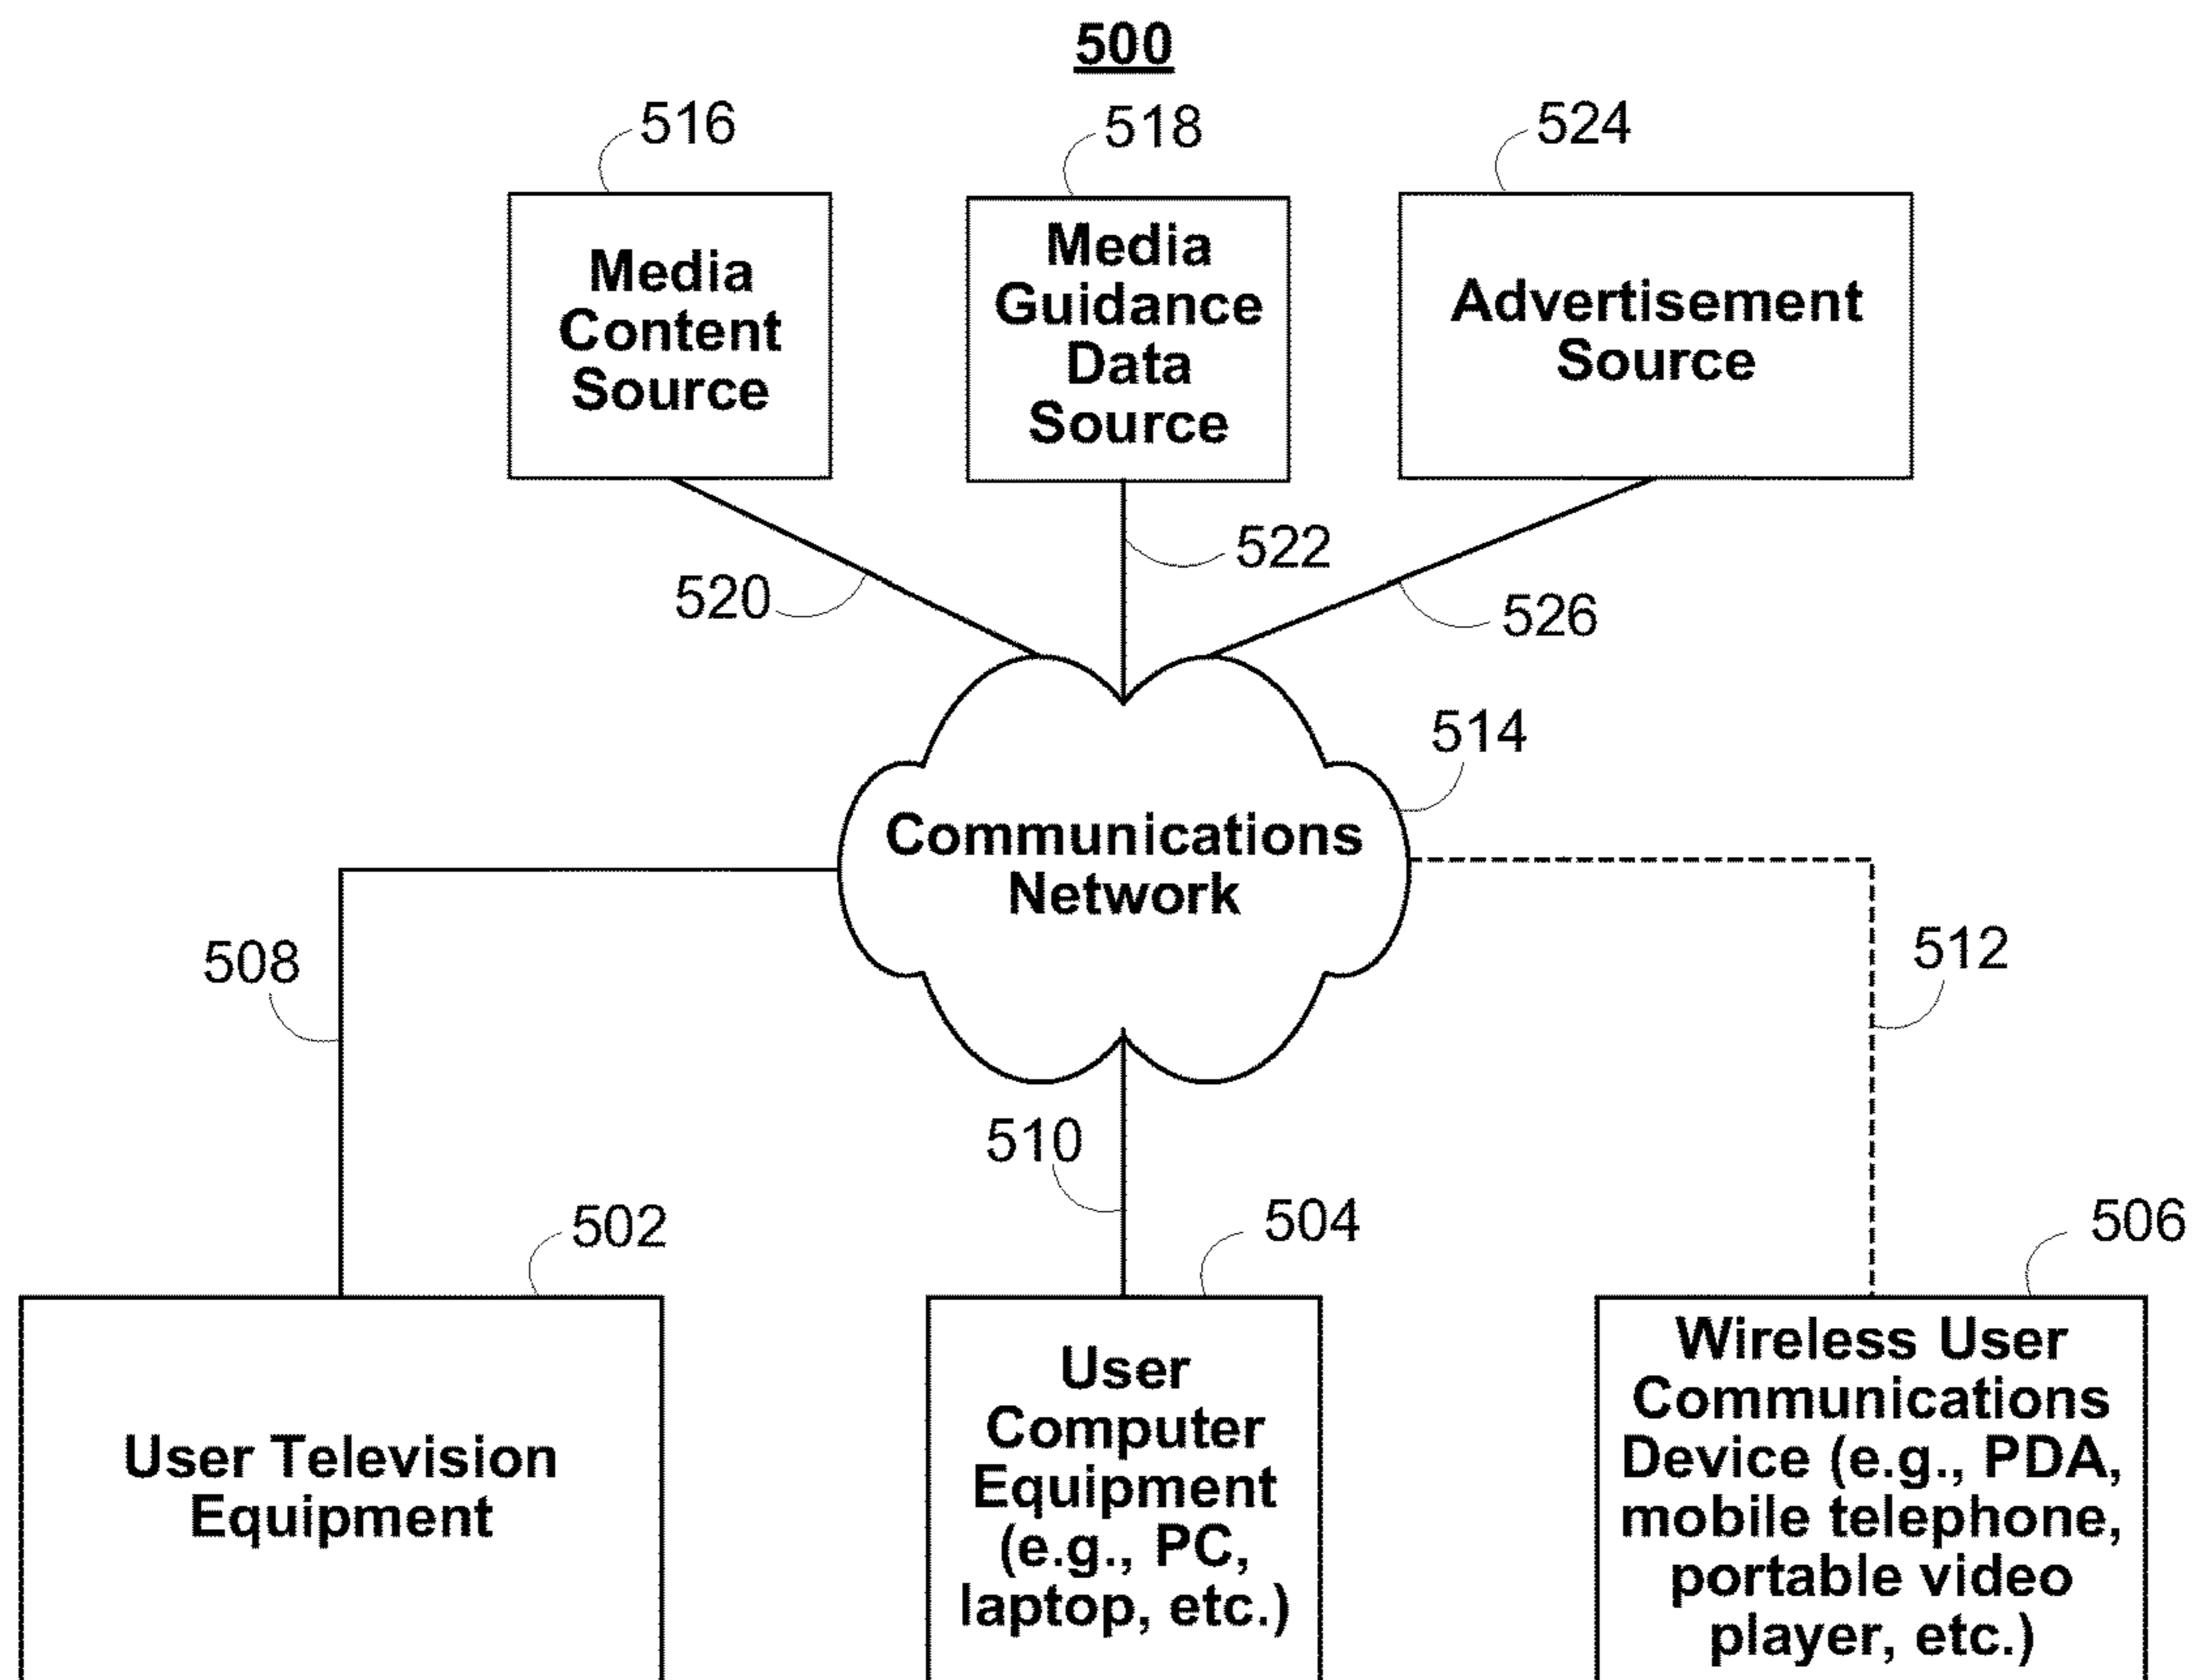 500
516
518
524
Media
Content
Source
Media
Guidance
Data
Source
Advertisement
Source
520
522
526
514
Communications
Network
508
512
510
502
504
506
User Television
Equipment
User
Computer
Equipment
(e.g., PC,
laptop, etc.)
Wireless User
Communications
Device (e.g., PDA,
mobile telephone,
portable video
player, etc.)